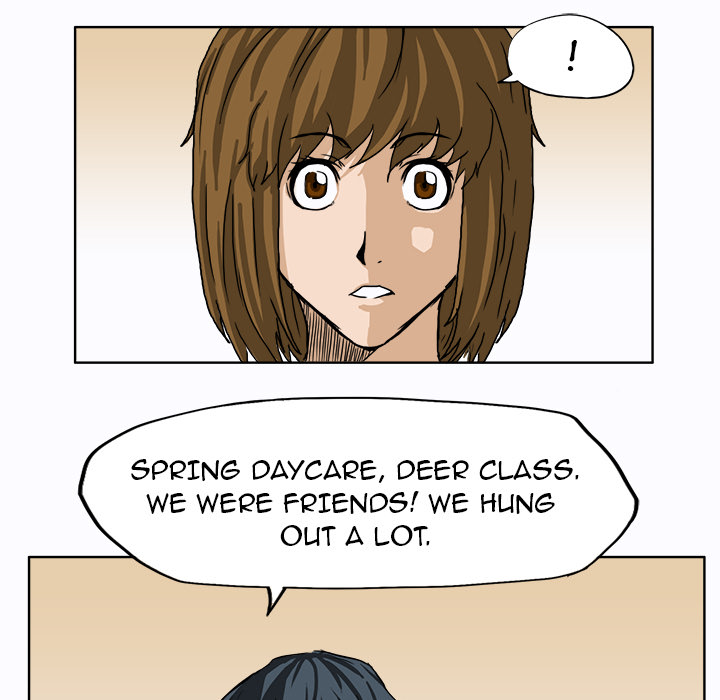 !
SPRING DAYCARE, DEER CLASS.
WE WERE FRIENDS! WE HUNG
OUT A LOT.